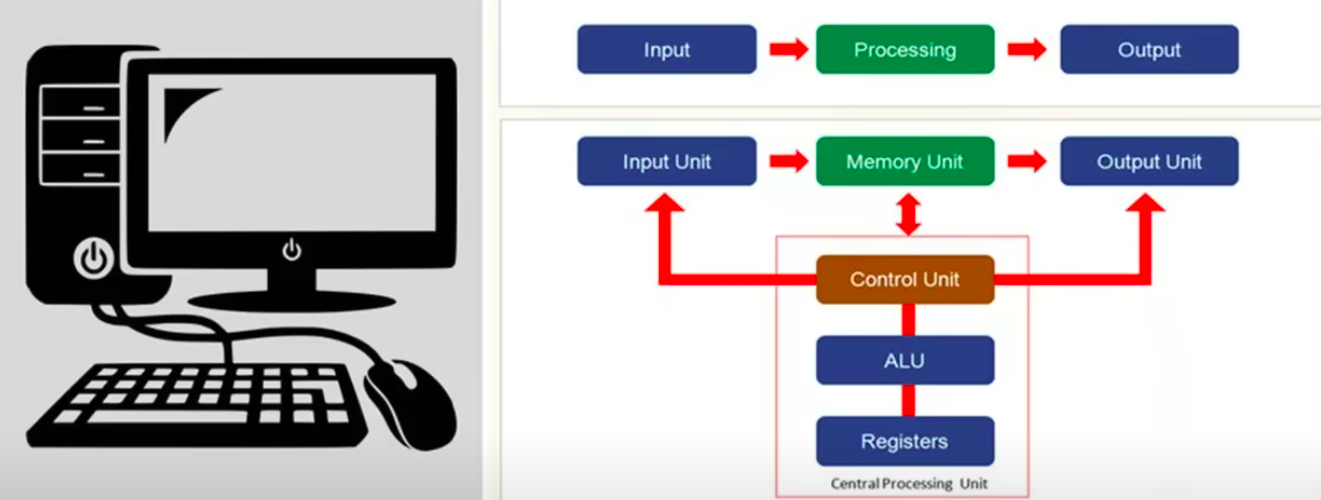 Input
Processing
Output
Input Unit
Memory Unit
Output Unit
Control Unit
ALU
Registers
Central Processing Unit